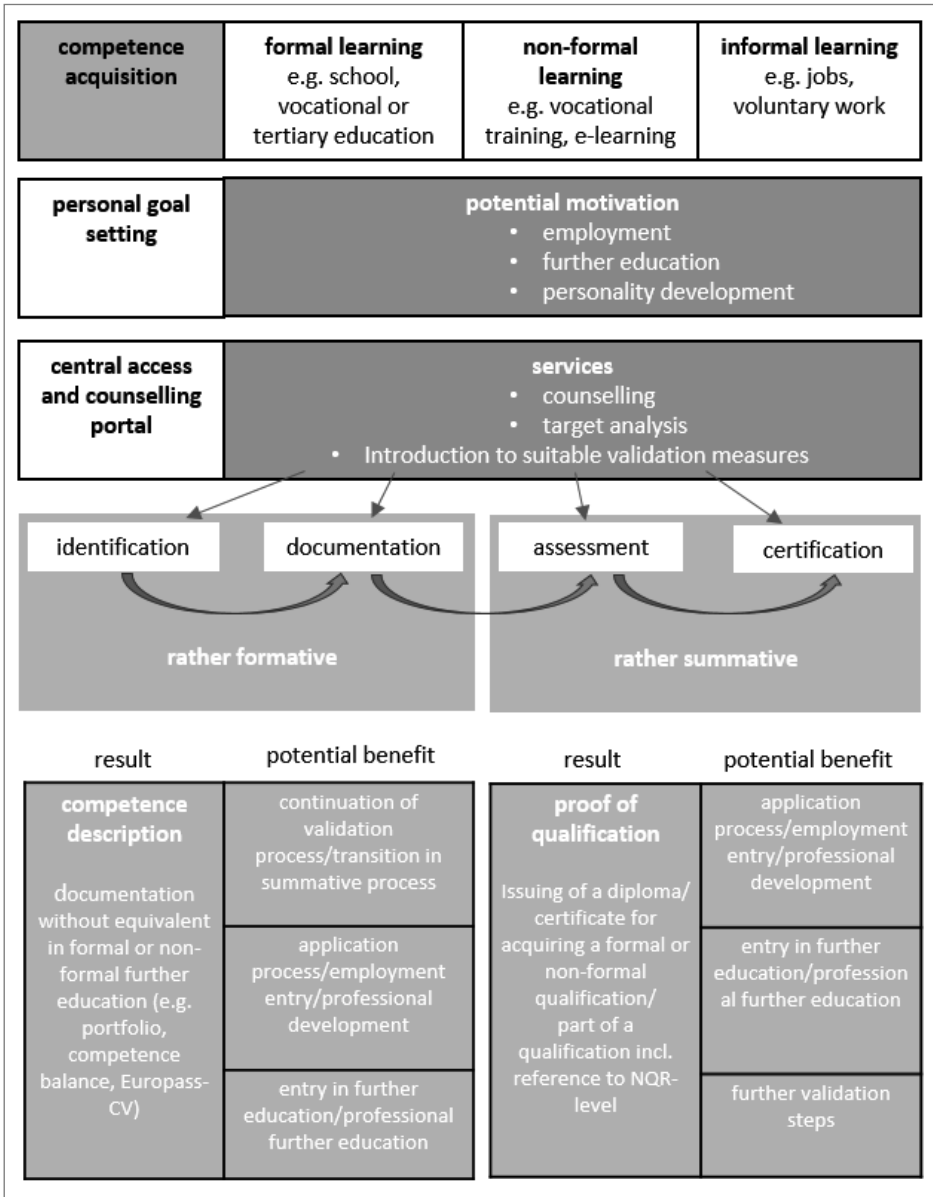 competence
acquisition
formal learning
e.g. school,
vocational or
tertiary education
non-formal
learning
e.g. vocational
training, e-learning
informal learning
e.g. jobs,
voluntary work
personal goal
setting
potential motivation
• employment
• further education
• personality development
central access
and counselling
portal
services
• counselling
• target analysis
• Introduction to suitable validation measures
identification
documentation
assessment
certification
rather formative
rather summative
result
potential benefit
competence
description
documentation
without equivalent
in formal or non-
formal further
education (e.g.
portfolio,
competence
balance, Europass-
CV)
continuation of
validation
process/transition in
summative process
application
process/employment
entry/professional
development
entry in further
education/professional
further education
result
potential benefit
proof of
qualification
Issuing of a diploma/
certificate for
acquiring a formal or
non-formal
qualification/
part of a
qualification incl.
reference to NQR-
level
application
process/employment
entry/professional
development
entry in further
education/profession
al further education
further validation
steps